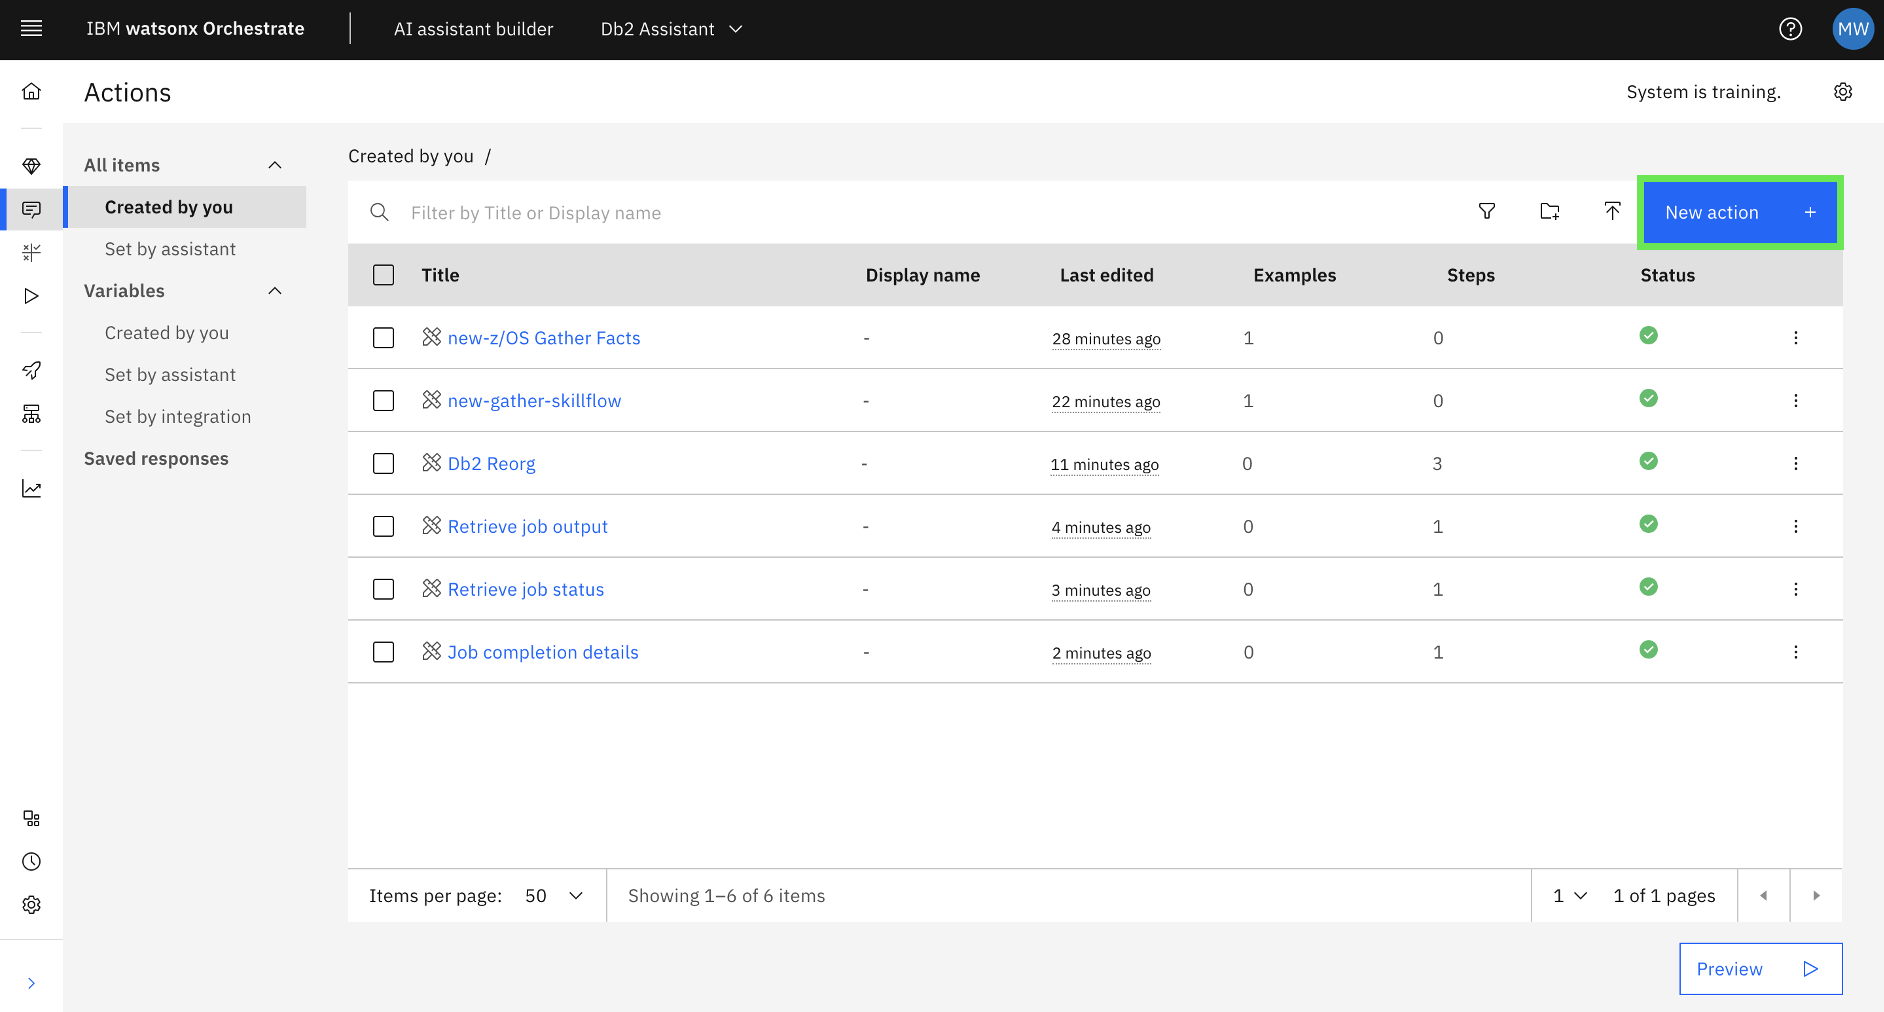 IBM watsonx Orchestrate
AI assistant builder
Db2 Assistant
MW
Actions
System is training.
All items
Created by you
Set by assistant
Variables
Created by you
Set by assistant
Set by integration
Saved responses
Created by you /
Filter by Title or Display name
New action +
Title Display name Last edited Examples Steps Status
new-z/OS Gather Facts - 28 minutes ago 1 0
new-gather-skillflow - 22 minutes ago 1 0
Db2 Reorg - 11 minutes ago 0 3
Retrieve job output - 4 minutes ago 0 1
Retrieve job status - 3 minutes ago 0 1
Job completion details - 2 minutes ago 0 1
Items per page: 50 Showing 1–6 of 6 items 1 1 of 1 pages
Preview